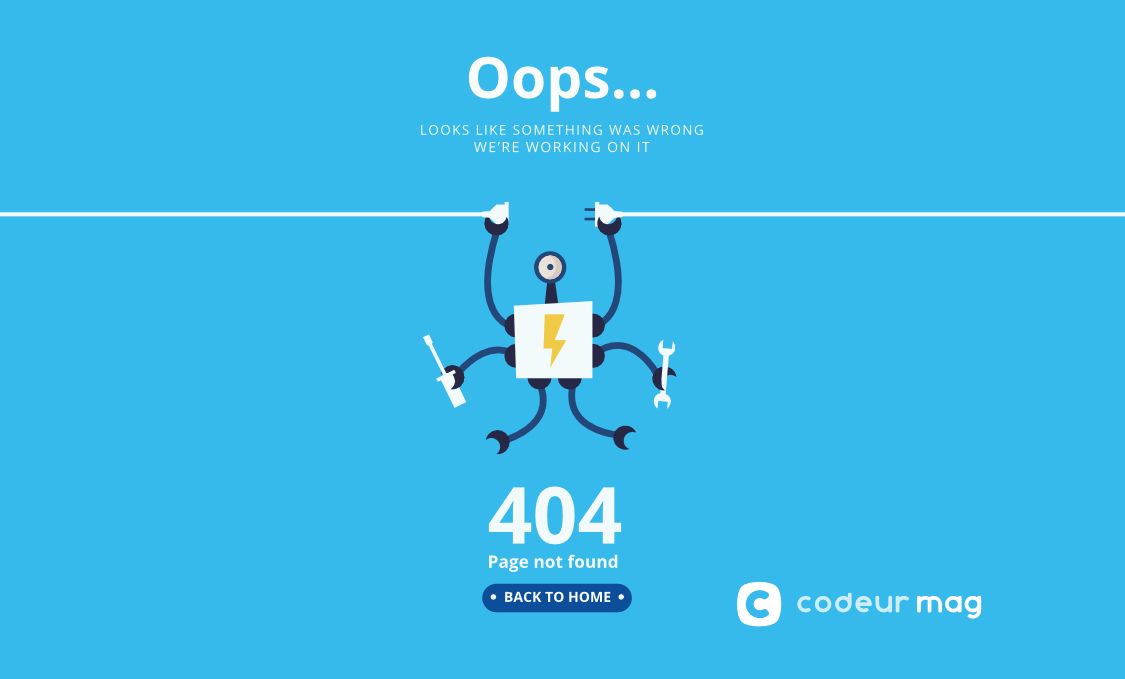 Oops...
LOOKS LIKE SOMETHING WAS WRONG
WE'RE WORKING ON IT
404
Page not found
• BACK TO HOME •
codeur mag